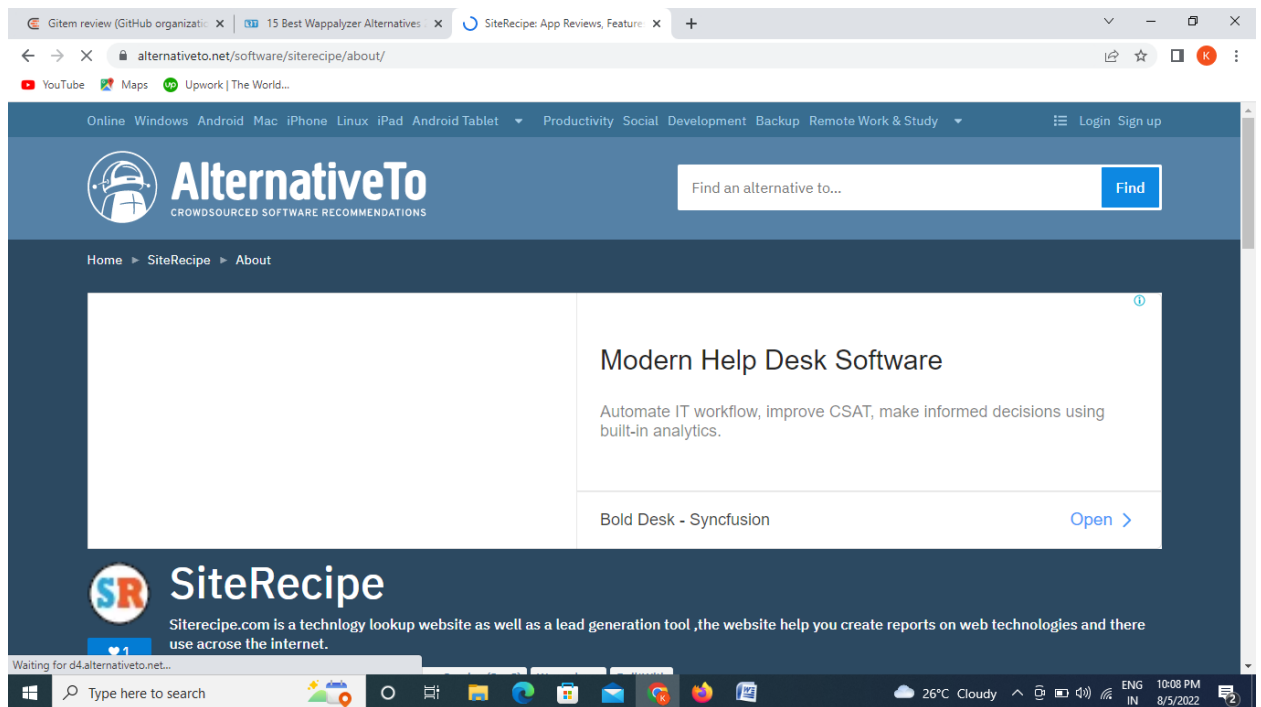 Gitem review (GitHub organizatic
15 Best Wappalyzer Alternatives
SiteRecipe: App Reviews, Feature
alternativeto.net/software/siterecipe/about/
K
YouTube
Maps
up Upwork | The World...
Online Windows Android Mac iPhone Linux iPad Android Tablet Productivity Social Development Backup Remote Work & Study Login Sign up
AlternativeTo
CROWDSOURCED SOFTWARE RECOMMENDATIONS
Find an alternative to... Find
Home ▸ SiteRecipe ▸ About
Modern Help Desk Software
Automate IT workflow, improve CSAT, make informed decisions using
built-in analytics.
Bold Desk - Syncfusion Open
SR
SiteRecipe
Siterecipe.com is a technlogy lookup website as well as a lead generation tool ,the website help you create reports on web technologies and there
use acrose the internet.
1
Waiting for d4.alternativeto.net...
Type here to search
26°C Cloudy
ENG
IN
10:08 PM
8/5/2022
2